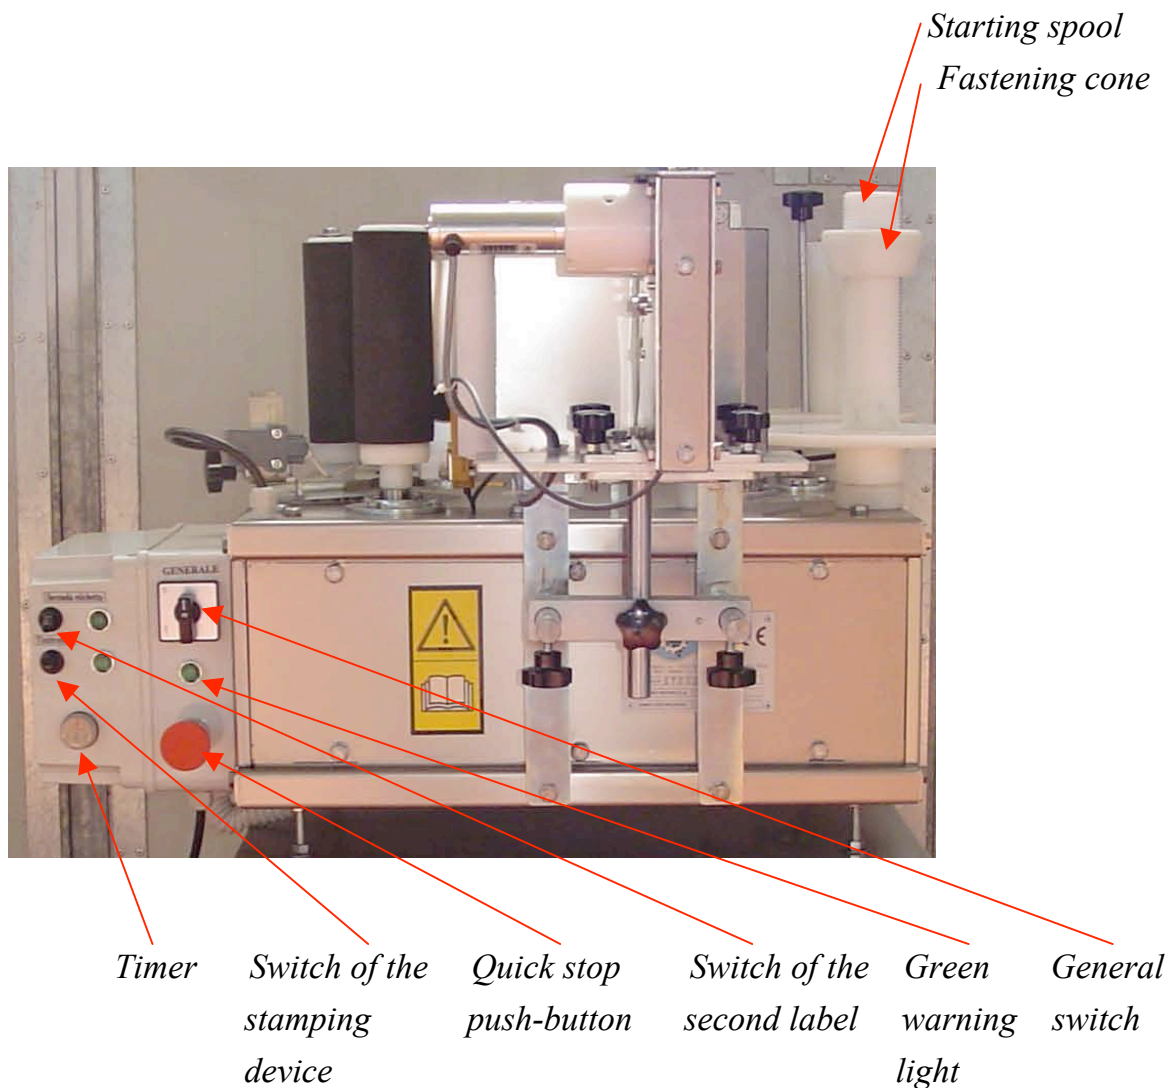 Starting spool
Fastening cone
GENERALE
CE
Timer
Switch of the
stamping
device
Quick stop
push-button
Switch of the
second label
Green
warning
light
General
switch